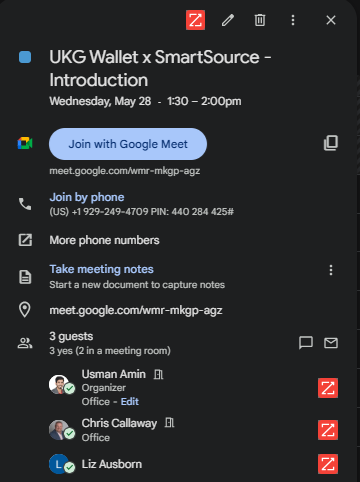 UKG Wallet x SmartSource -
Introduction
Wednesday, May 28 · 1:30 – 2:00pm
Join with Google Meet
meet.google.com/wmr-mkgp-agz
Join by phone
(US) +1 929-249-4709 PIN: 440 284 425#
More phone numbers
Take meeting notes
Start a new document to capture notes
meet.google.com/wmr-mkgp-agz
3 guests
3 yes (2 in a meeting room)
Usman Amin
Organizer
Office - Edit
Chris Callaway
Office
L Liz Ausborn